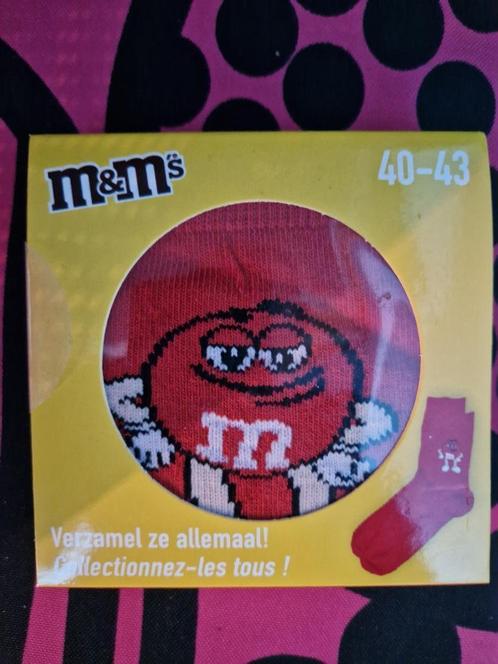 m&m's
40-43
m
Verzamel ze allemaal!
Collectionnez-les tous !